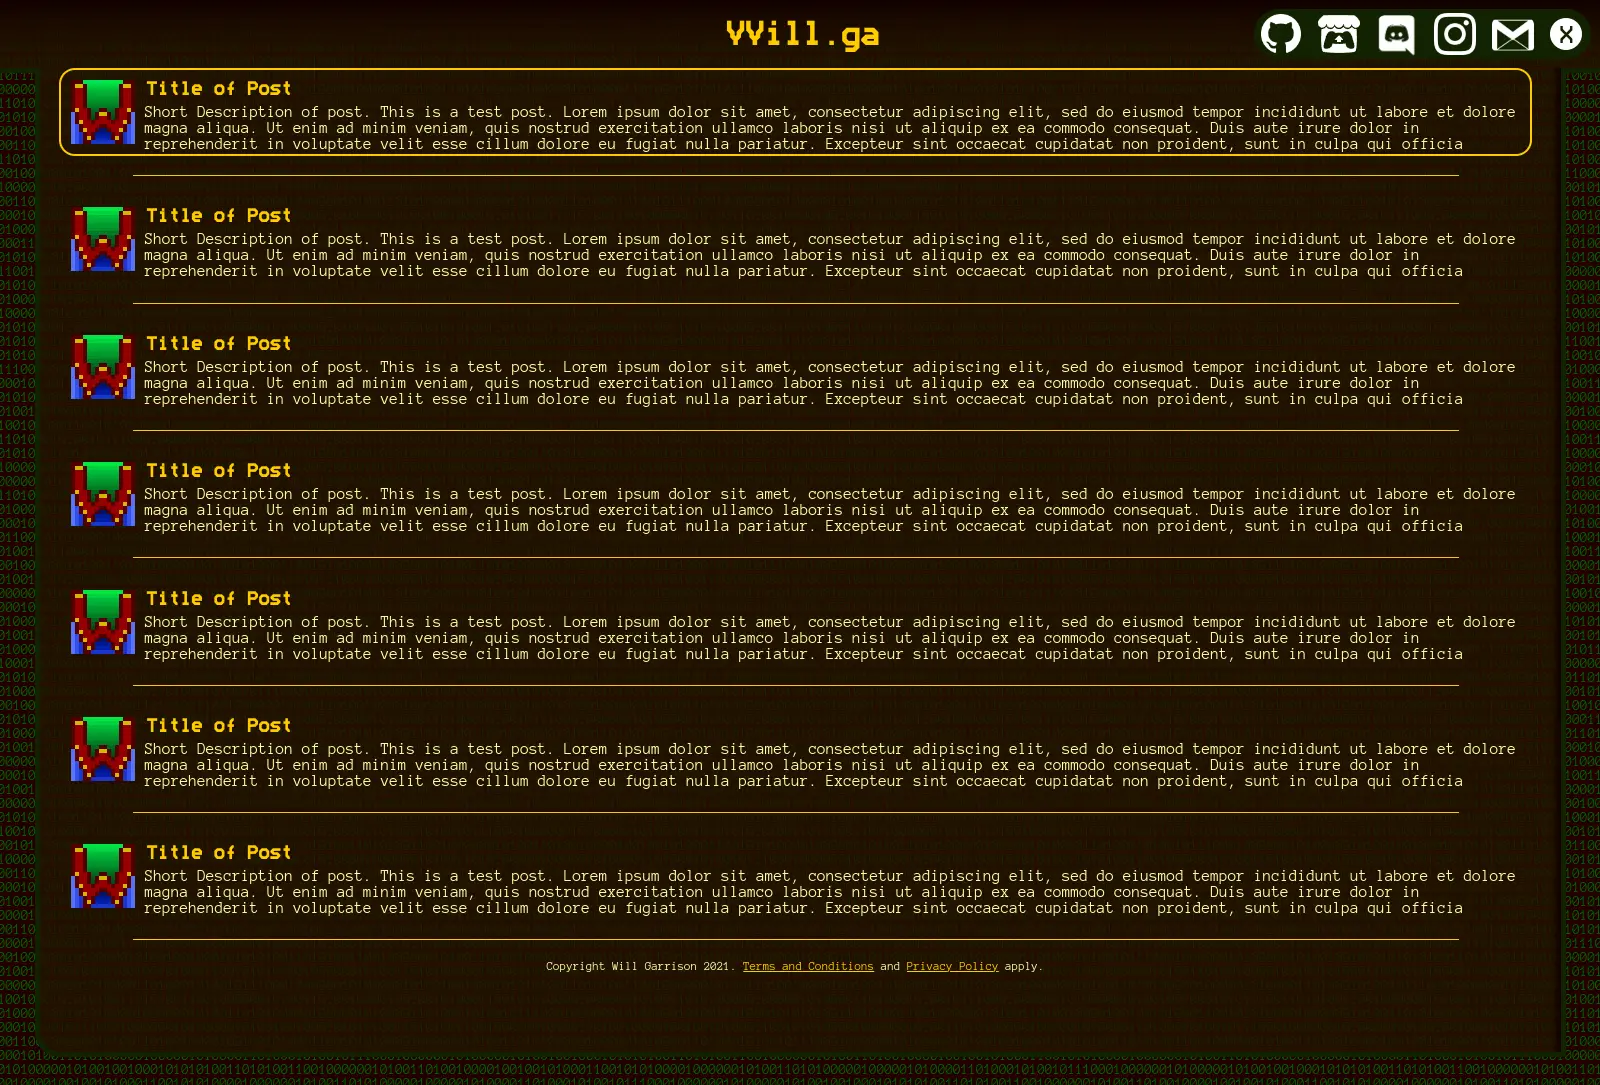 VVill.ga
X
Title of Post
Short Description of post. This is a test post. Lorem ipsum dolor sit amet, consectetur adipiscing elit, sed do eiusmod tempor incididunt ut labore et dolore
magna aliqua. Ut enim ad minim veniam, quis nostrud exercitation ullamco laboris nisi ut aliquip ex ea commodo consequat. Duis aute irure dolor in
reprehenderit in voluptate velit esse cillum dolore eu fugiat nulla pariatur. Excepteur sint occaecat cupidatat non proident, sunt in culpa qui officia
Title of Post
Short Description of post. This is a test post. Lorem ipsum dolor sit amet, consectetur adipiscing elit, sed do eiusmod tempor incididunt ut labore et dolore
magna aliqua. Ut enim ad minim veniam, quis nostrud exercitation ullamco laboris nisi ut aliquip ex ea commodo consequat. Duis aute irure dolor in
reprehenderit in voluptate velit esse cillum dolore eu fugiat nulla pariatur. Excepteur sint occaecat cupidatat non proident, sunt in culpa qui officia
Title of Post
Short Description of post. This is a test post. Lorem ipsum dolor sit amet, consectetur adipiscing elit, sed do eiusmod tempor incididunt ut labore et dolore
magna aliqua. Ut enim ad minim veniam, quis nostrud exercitation ullamco laboris nisi ut aliquip ex ea commodo consequat. Duis aute irure dolor in
reprehenderit in voluptate velit esse cillum dolore eu fugiat nulla pariatur. Excepteur sint occaecat cupidatat non proident, sunt in culpa qui officia
Title of Post
Short Description of post. This is a test post. Lorem ipsum dolor sit amet, consectetur adipiscing elit, sed do eiusmod tempor incididunt ut labore et dolore
magna aliqua. Ut enim ad minim veniam, quis nostrud exercitation ullamco laboris nisi ut aliquip ex ea commodo consequat. Duis aute irure dolor in
reprehenderit in voluptate velit esse cillum dolore eu fugiat nulla pariatur. Excepteur sint occaecat cupidatat non proident, sunt in culpa qui officia
Title of Post
Short Description of post. This is a test post. Lorem ipsum dolor sit amet, consectetur adipiscing elit, sed do eiusmod tempor incididunt ut labore et dolore
magna aliqua. Ut enim ad minim veniam, quis nostrud exercitation ullamco laboris nisi ut aliquip ex ea commodo consequat. Duis aute irure dolor in
reprehenderit in voluptate velit esse cillum dolore eu fugiat nulla pariatur. Excepteur sint occaecat cupidatat non proident, sunt in culpa qui officia
Title of Post
Short Description of post. This is a test post. Lorem ipsum dolor sit amet, consectetur adipiscing elit, sed do eiusmod tempor incididunt ut labore et dolore
magna aliqua. Ut enim ad minim veniam, quis nostrud exercitation ullamco laboris nisi ut aliquip ex ea commodo consequat. Duis aute irure dolor in
reprehenderit in voluptate velit esse cillum dolore eu fugiat nulla pariatur. Excepteur sint occaecat cupidatat non proident, sunt in culpa qui officia
Title of Post
Short Description of post. This is a test post. Lorem ipsum dolor sit amet, consectetur adipiscing elit, sed do eiusmod tempor incididunt ut labore et dolore
magna aliqua. Ut enim ad minim veniam, quis nostrud exercitation ullamco laboris nisi ut aliquip ex ea commodo consequat. Duis aute irure dolor in
reprehenderit in voluptate velit esse cillum dolore eu fugiat nulla pariatur. Excepteur sint occaecat cupidatat non proident, sunt in culpa qui officia
Copyright Will Garrison 2021. Terms and Conditions and Privacy Policy apply.